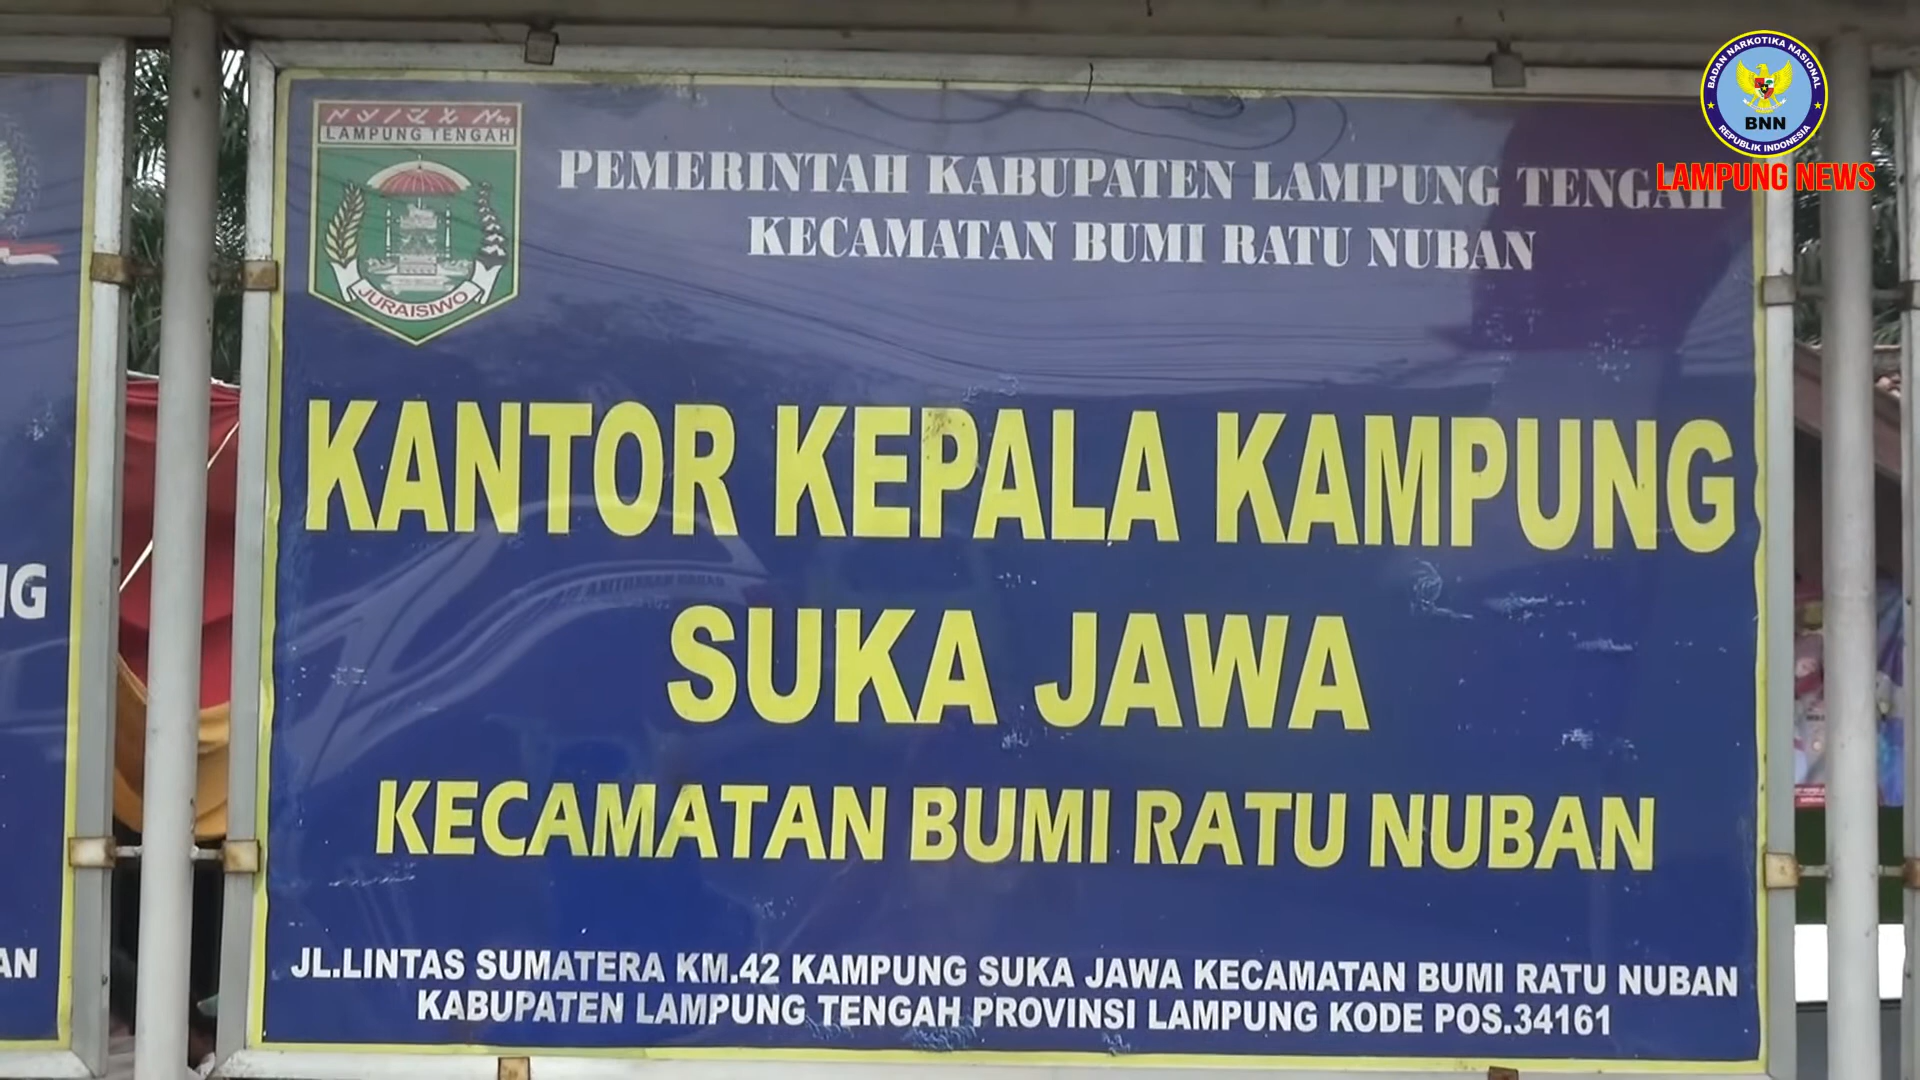 LAMPUNG TENGAH
JURAISIWO
PEMERINTAH KABUPATEN LAMPUNG TENGAH
KECAMATAN BUMI RATU NUBAN
KANTOR KEPALA KAMPUNG
SUKA JAWA
KECAMATAN BUMI RATU NUBAN
JL.LINTAS SUMATERA KM.42 KAMPUNG SUKA JAWA KECAMATAN BUMI RATU NUBAN
KABUPATEN LAMPUNG TENGAH PROVINSI LAMPUNG KODE POS.34161
BADAN NARKOTIKA NASIONAL
BNN
REPUBLIK INDONESIA
LAMPUNG NEWS